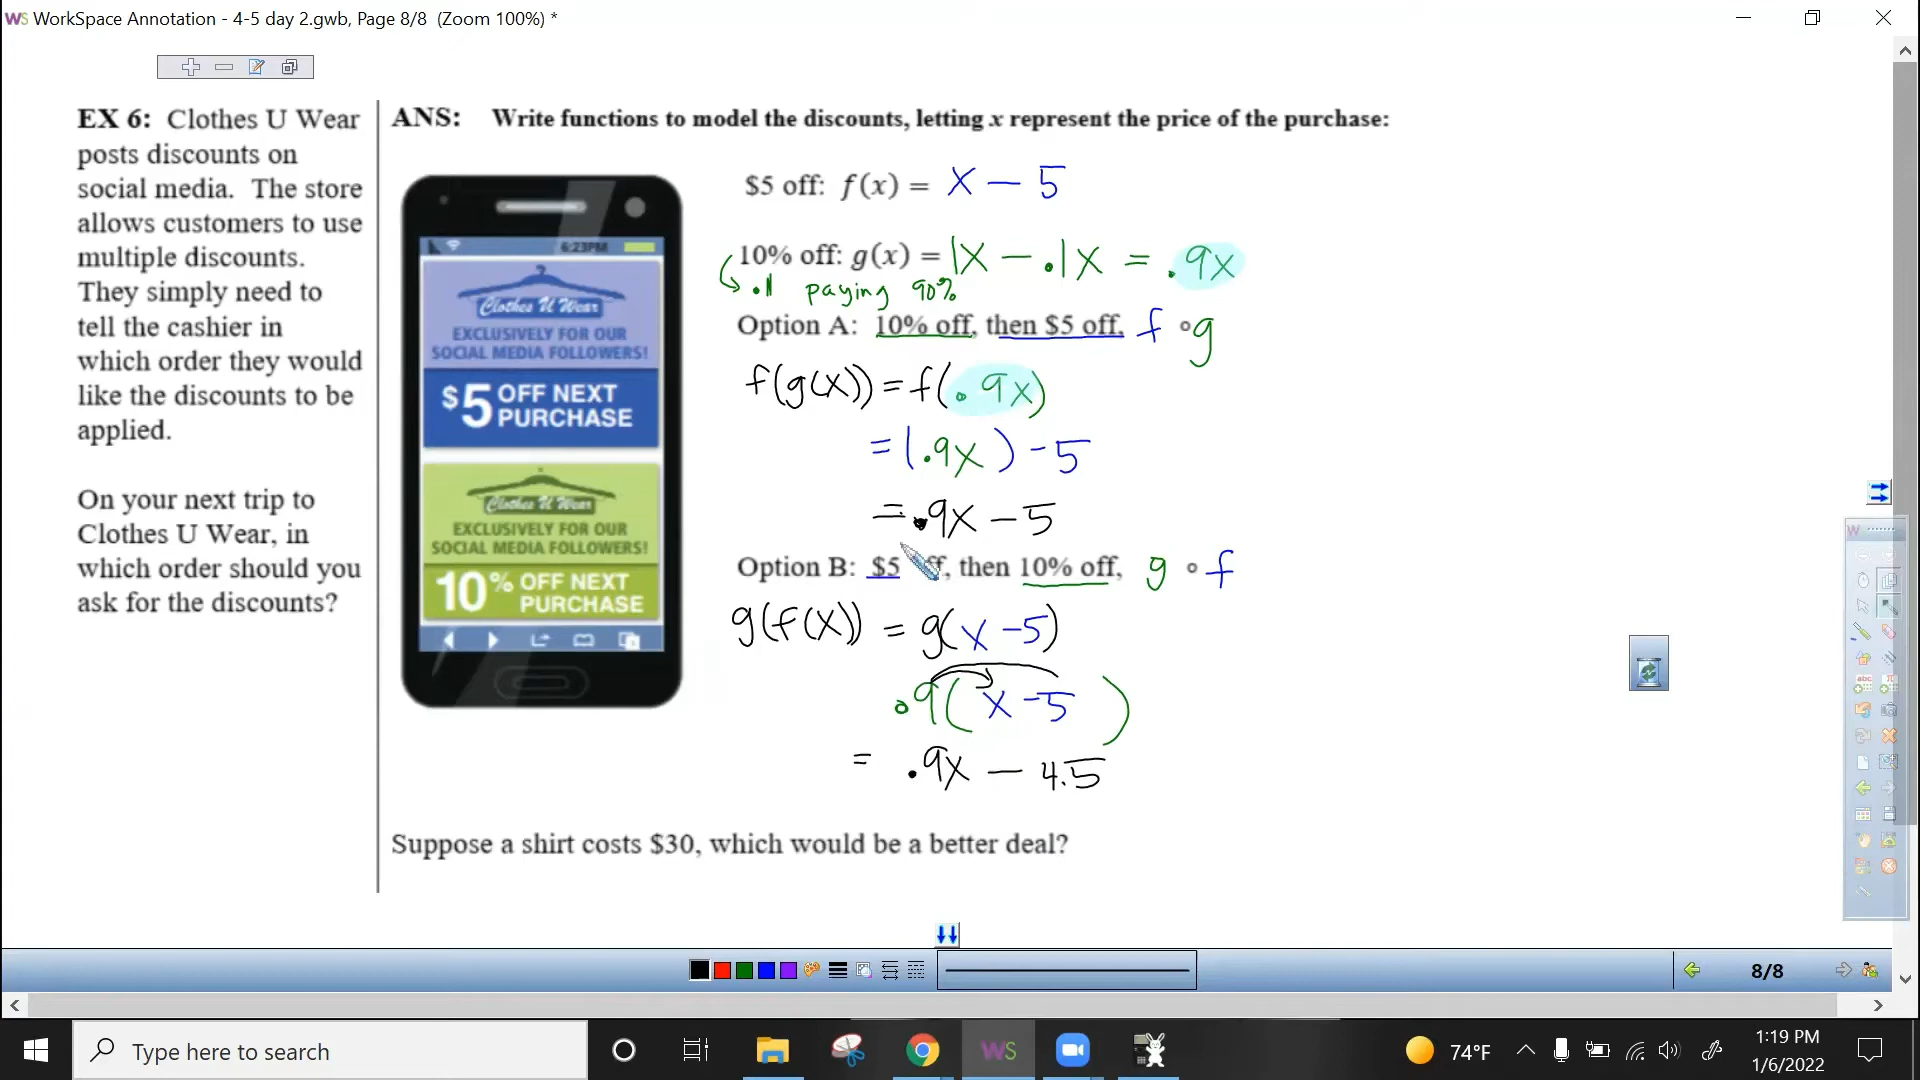 WS WorkSpace Annotation - 4-5 day 2.gwb, Page 8/8 (Zoom 100%) *
EX 6: Clothes U Wear
posts discounts on
social media. The store
allows customers to use
multiple discounts.
They simply need to
tell the cashier in
which order they would
like the discounts to be
applied.
On your next trip to
Clothes U Wear, in
which order should you
ask for the discounts?
ANS: Write functions to model the discounts, letting x represent the price of the purchase:
6:23PM
Clothes U Wear
EXCLUSIVELY FOR OUR
SOCIAL MEDIA FOLLOWERS!
$5 OFF NEXT
PURCHASE
Clothes U Wear
EXCLUSIVELY FOR OUR
SOCIAL MEDIA FOLLOWERS!
10% OFF NEXT
PURCHASE
$5 off: f(x) = x - 5
10% off: g(x) = 1x - .1x = .9x
.1 paying 90%
Option A: 10% off, then $5 off, f ∘ g
f(g(x)) = f(.9x)
= (.9x) - 5
= .9x - 5
Option B: $5 off, then 10% off, g ∘ f
g(f(x)) = g(x - 5)
.9(x - 5)
= .9x - 4.5
Suppose a shirt costs $30, which would be a better deal?
8/8
Type here to search
WS
74°F
1:19 PM
1/6/2022